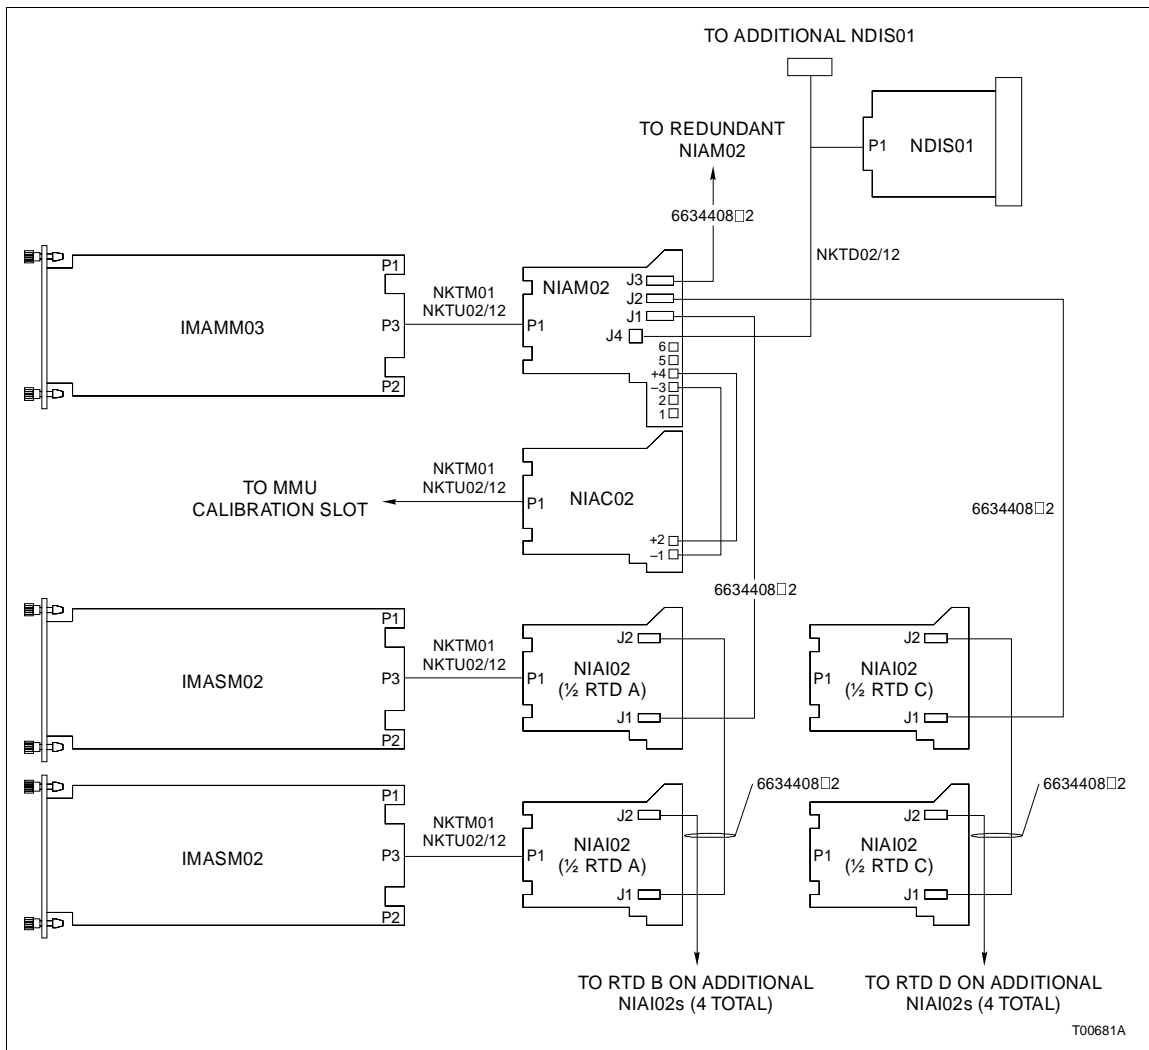 TO ADDITIONAL NDIS01
P1
NDIS01
TO REDUNDANT
NIAM02
6634408□2
NKTD02/12
IMAMM03
P1
P3
P2
NKTM01
NKTU02/12
P1
NIAM02
J3
J2
J1
J4
6
5
+4
–3
2
1
TO MMU
CALIBRATION SLOT
NKTM01
NKTU02/12
P1
NIAC02
+2
–1
6634408□2
6634408□2
IMASM02
P1
P3
P2
NKTM01
NKTU02/12
P1
NIAI02
(½ RTD A)
J2
J1
P1
NIAI02
(½ RTD C)
J2
J1
IMASM02
P1
P3
P2
NKTM01
NKTU02/12
P1
NIAI02
(½ RTD A)
J2
J1
6634408□2
P1
NIAI02
(½ RTD C)
J2
J1
6634408□2
TO RTD B ON ADDITIONAL
NIAI02s (4 TOTAL)
TO RTD D ON ADDITIONAL
NIAI02s (4 TOTAL)
T00681A